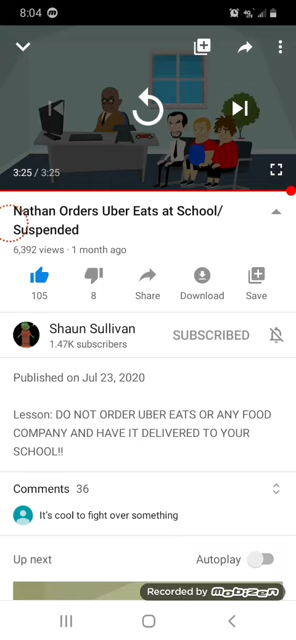 8:04
3:25 / 3:25
Nathan Orders Uber Eats at School/
Suspended
6,392 views · 1 month ago
105
8
Share
Download
Save
Shaun Sullivan
1.47K subscribers
SUBSCRIBED
Published on Jul 23, 2020
Lesson: DO NOT ORDER UBER EATS OR ANY FOOD
COMPANY AND HAVE IT DELIVERED TO YOUR
SCHOOL!!
Comments 36
It's cool to fight over something
Up next
Autoplay
Recorded by mobizen